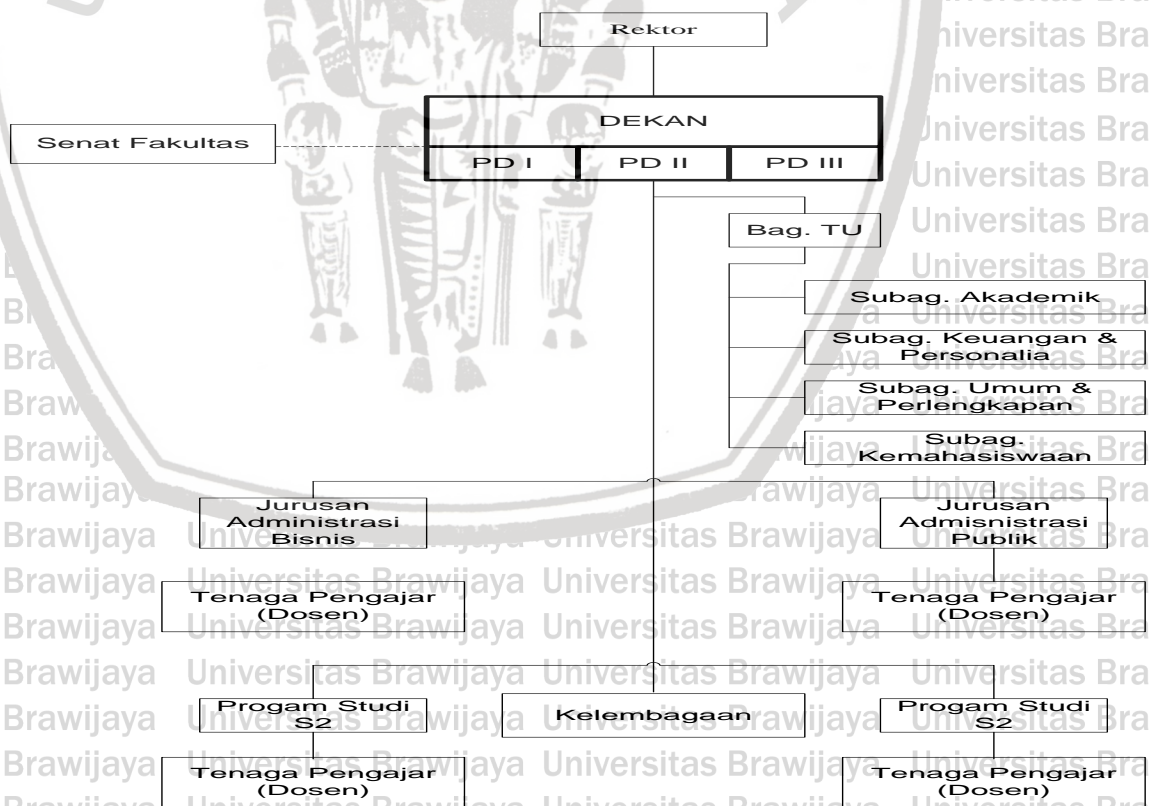 Rektor
DEKAN
Senat Fakultas
PD I
PD II
PD III
Bag. TU
Subag. Akademik
Subag. Keuangan &
Personalia
Subag. Umum &
Perlengkapan
Subag.
Kemahasiswaan
Jurusan
Administrasi
Bisnis
Jurusan
Admisnistrasi
Publik
Tenaga Pengajar
(Dosen)
Tenaga Pengajar
(Dosen)
Progam Studi
S2
Kelembagaan
Progam Studi
S2
Tenaga Pengajar
(Dosen)
Tenaga Pengajar
(Dosen)